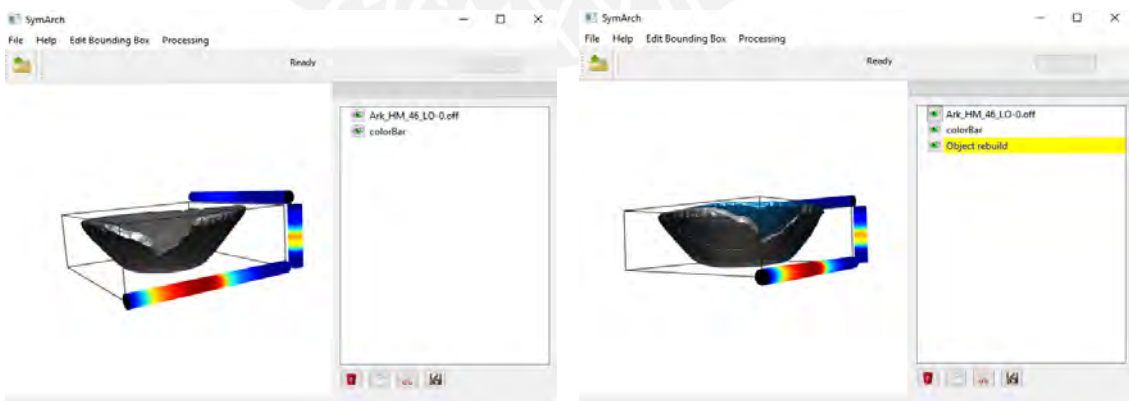 SymArch
File Help Edit Bounding Box Processing
Ready
Ark_HM_46_LO-0.off
colorBar
SymArch
File Help Edit Bounding Box Processing
Ready
Ark_HM_46_LO-0.off
colorBar
Object rebuild